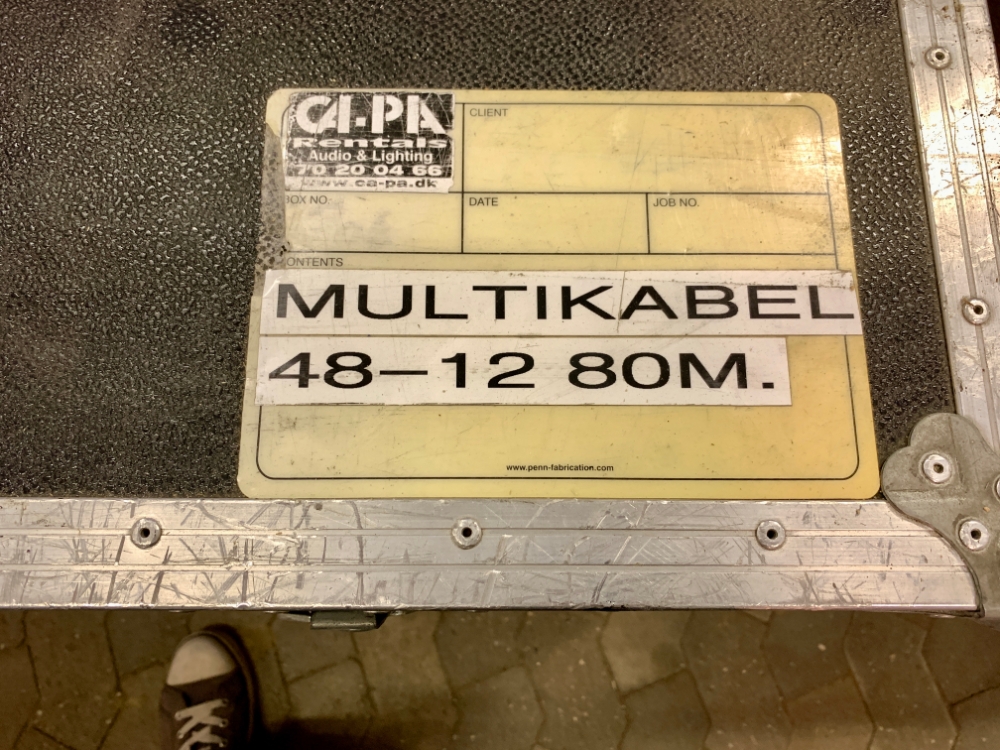 CA-PA
Rentals
Audio & Lighting
70 20 04 66
www.ca-pa.dk
CLIENT
BOX NO.
DATE
JOB NO.
CONTENTS
MULTIKABEL
48-12 80M.
www.penn-fabrication.com